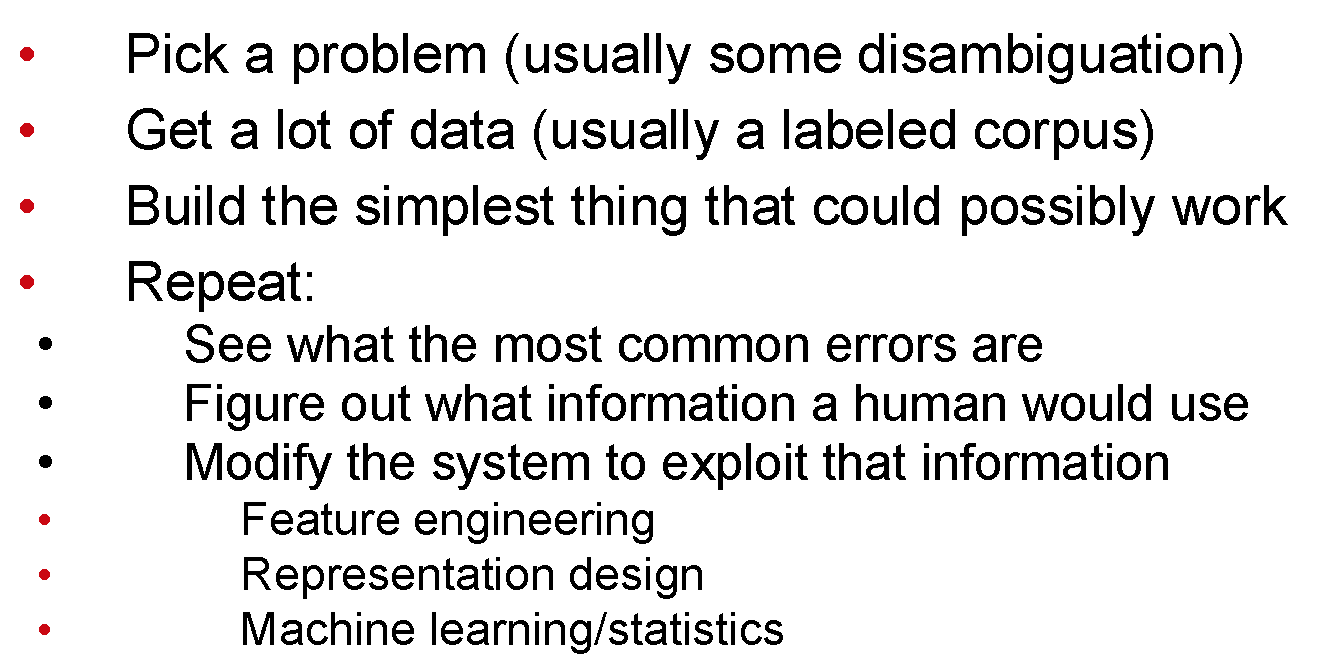 • Pick a problem (usually some disambiguation)
• Get a lot of data (usually a labeled corpus)
• Build the simplest thing that could possibly work
• Repeat:
• See what the most common errors are
• Figure out what information a human would use
• Modify the system to exploit that information
• Feature engineering
• Representation design
• Machine learning/statistics